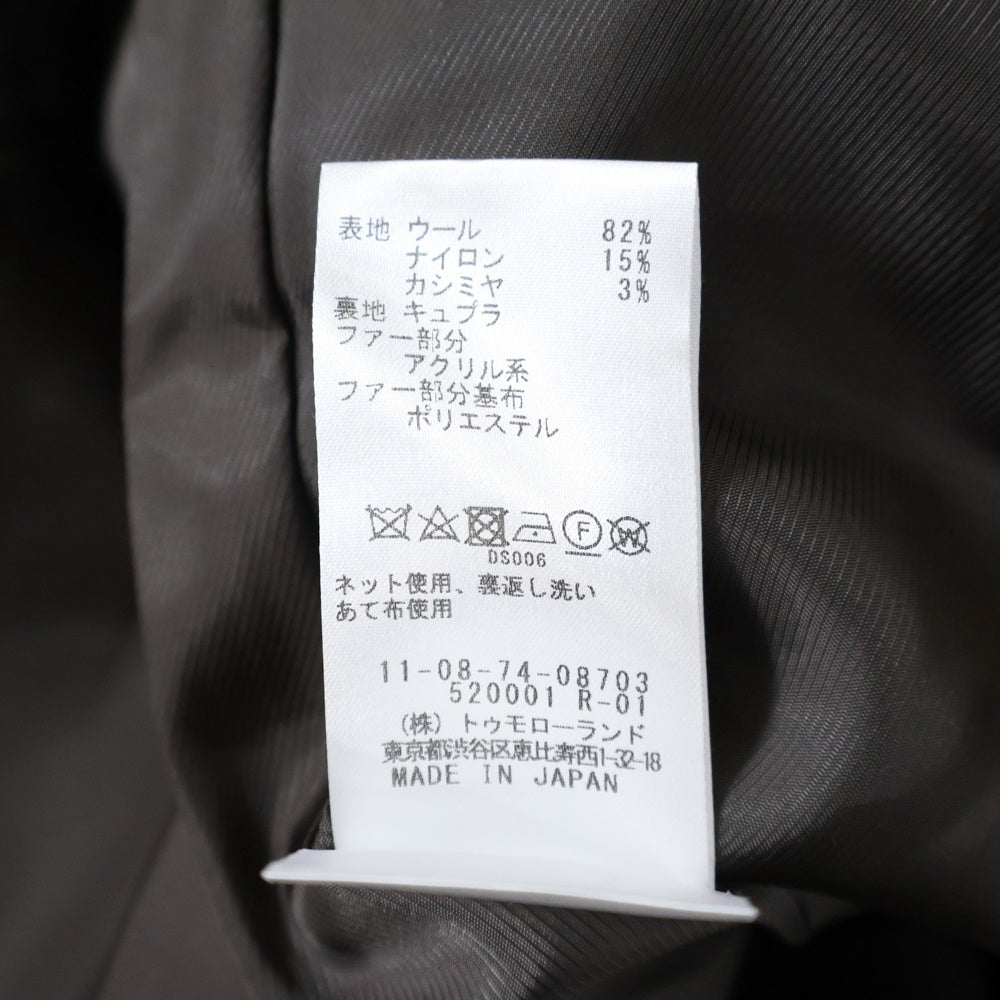 表地 ウール 82%
ナイロン 15%
カシミヤ 3%
裏地 キュプラ
ファー部分
アクリル系
ファー部分基布
ポリエステル
F W
DS006
ネット使用、裏返し洗い
あて布使用
11-08-74-08703
520001 R-01
(株) トゥモローランド
東京都渋谷区恵比寿西1-32-18
MADE IN JAPAN